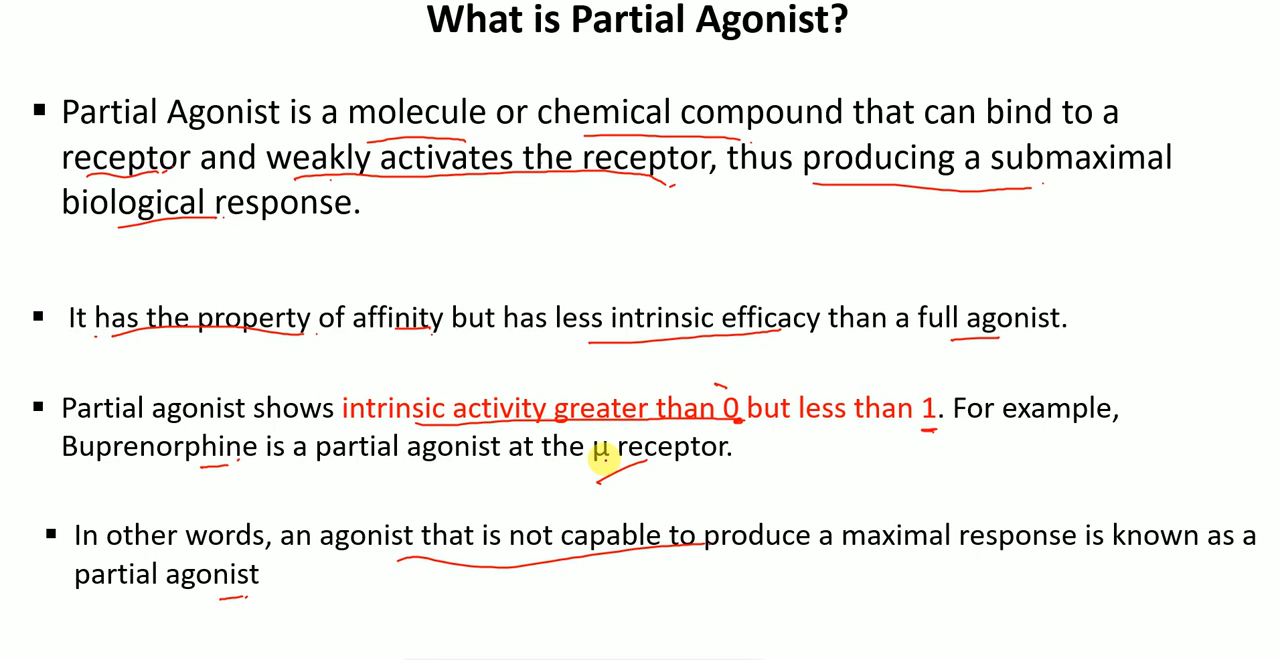 What is Partial Agonist?
▪ Partial Agonist is a molecule or chemical compound that can bind to a
receptor and weakly activates the receptor, thus producing a submaximal
biological response.
▪ It has the property of affinity but has less intrinsic efficacy than a full agonist.
▪ Partial agonist shows intrinsic activity greater than 0 but less than 1. For example,
Buprenorphine is a partial agonist at the µ receptor.
▪ In other words, an agonist that is not capable to produce a maximal response is known as a
partial agonist